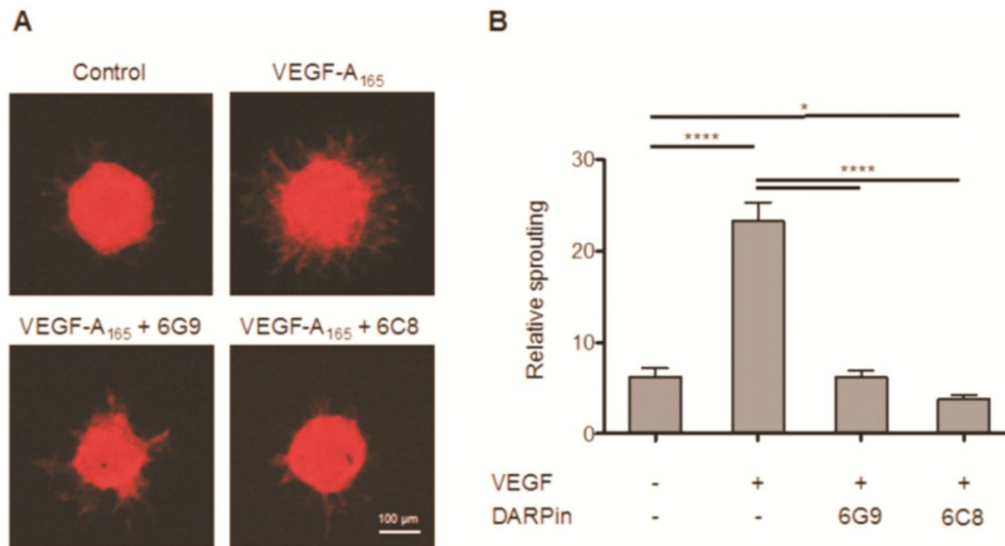 A
Control
VEGF-A165
VEGF-A165 + 6G9
VEGF-A165 + 6C8
100 µm
B
*
****
****
30
20
10
0
Relative sprouting
VEGF - + + +
DARPin - - 6G9 6C8